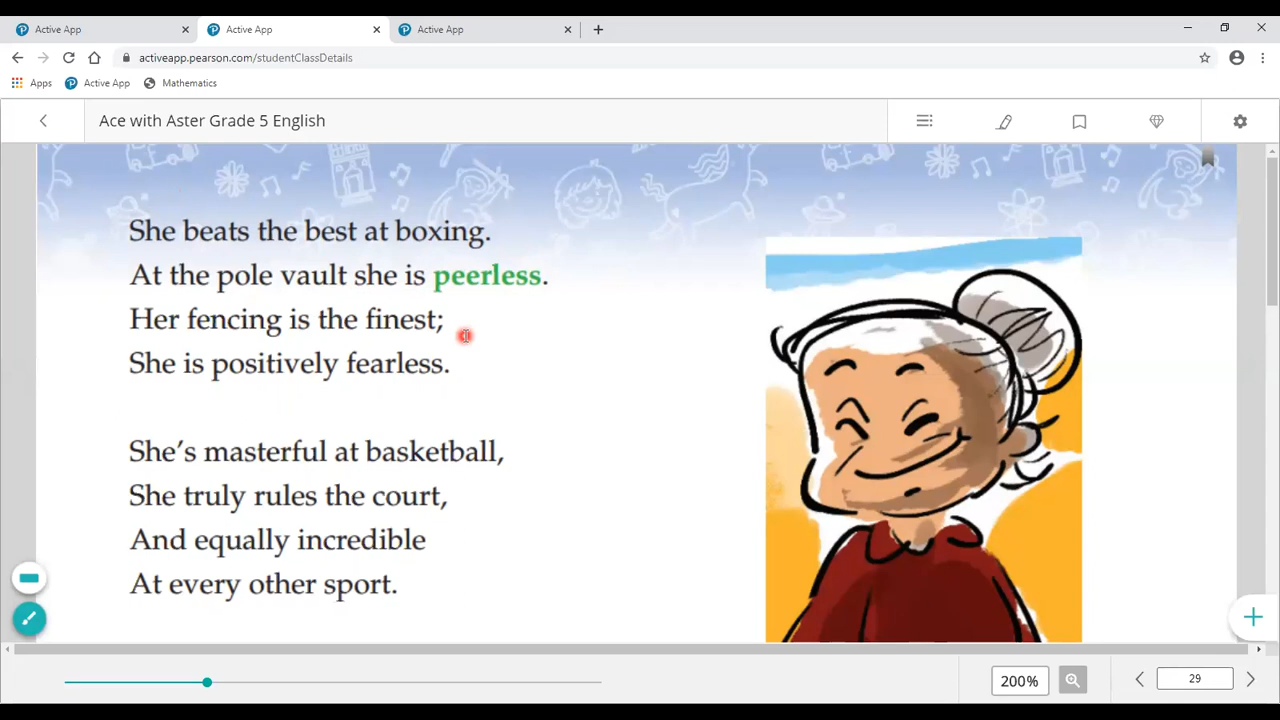 Active App
Active App
Active App
activeapp.pearson.com/studentClassDetails
Apps
Active App
Mathematics
Ace with Aster Grade 5 English
She beats the best at boxing.
At the pole vault she is peerless.
Her fencing is the finest;
She is positively fearless.
She's masterful at basketball,
She truly rules the court,
And equally incredible
At every other sport.
200%
29